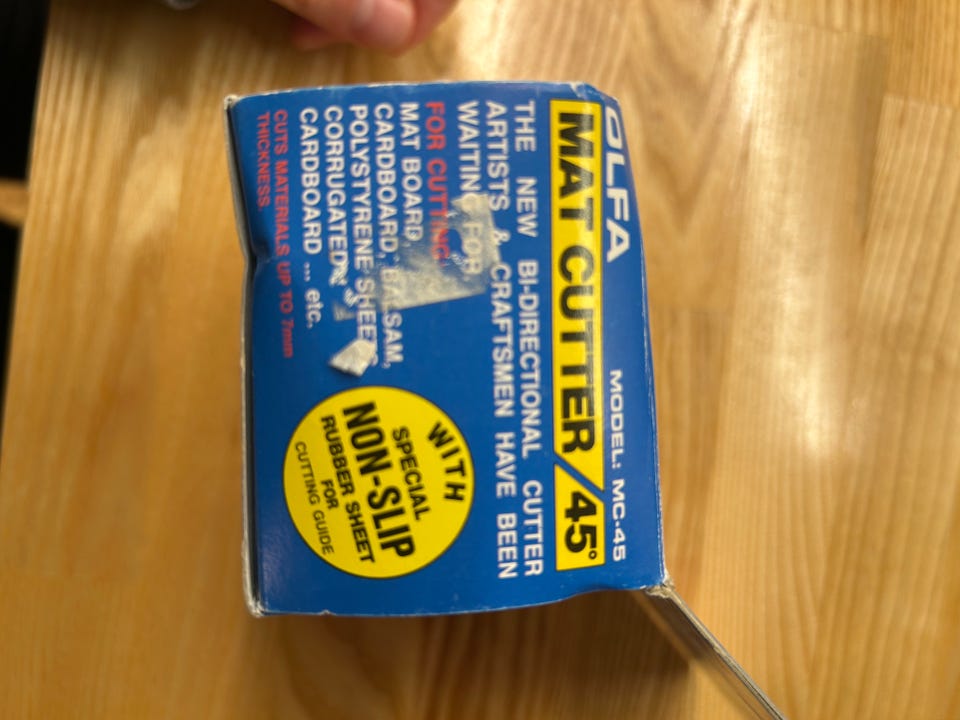 OLFA MODEL: MC-45
MAT CUTTER/45°
THE NEW BI-DIRECTIONAL CUTTER
ARTISTS & CRAFTSMEN HAVE BEEN
WAITING FOR
FOR CUTTING
MAT BOARD,
CARDBOARD, BALSAM,
POLYSTYRENE SHEET,
CORRUGATED
CARDBOARD ... etc.
CUTS MATERIALS UP TO 7mm
THICKNESS
WITH
SPECIAL
NON-SLIP
RUBBER SHEET
FOR
CUTTING GUIDE